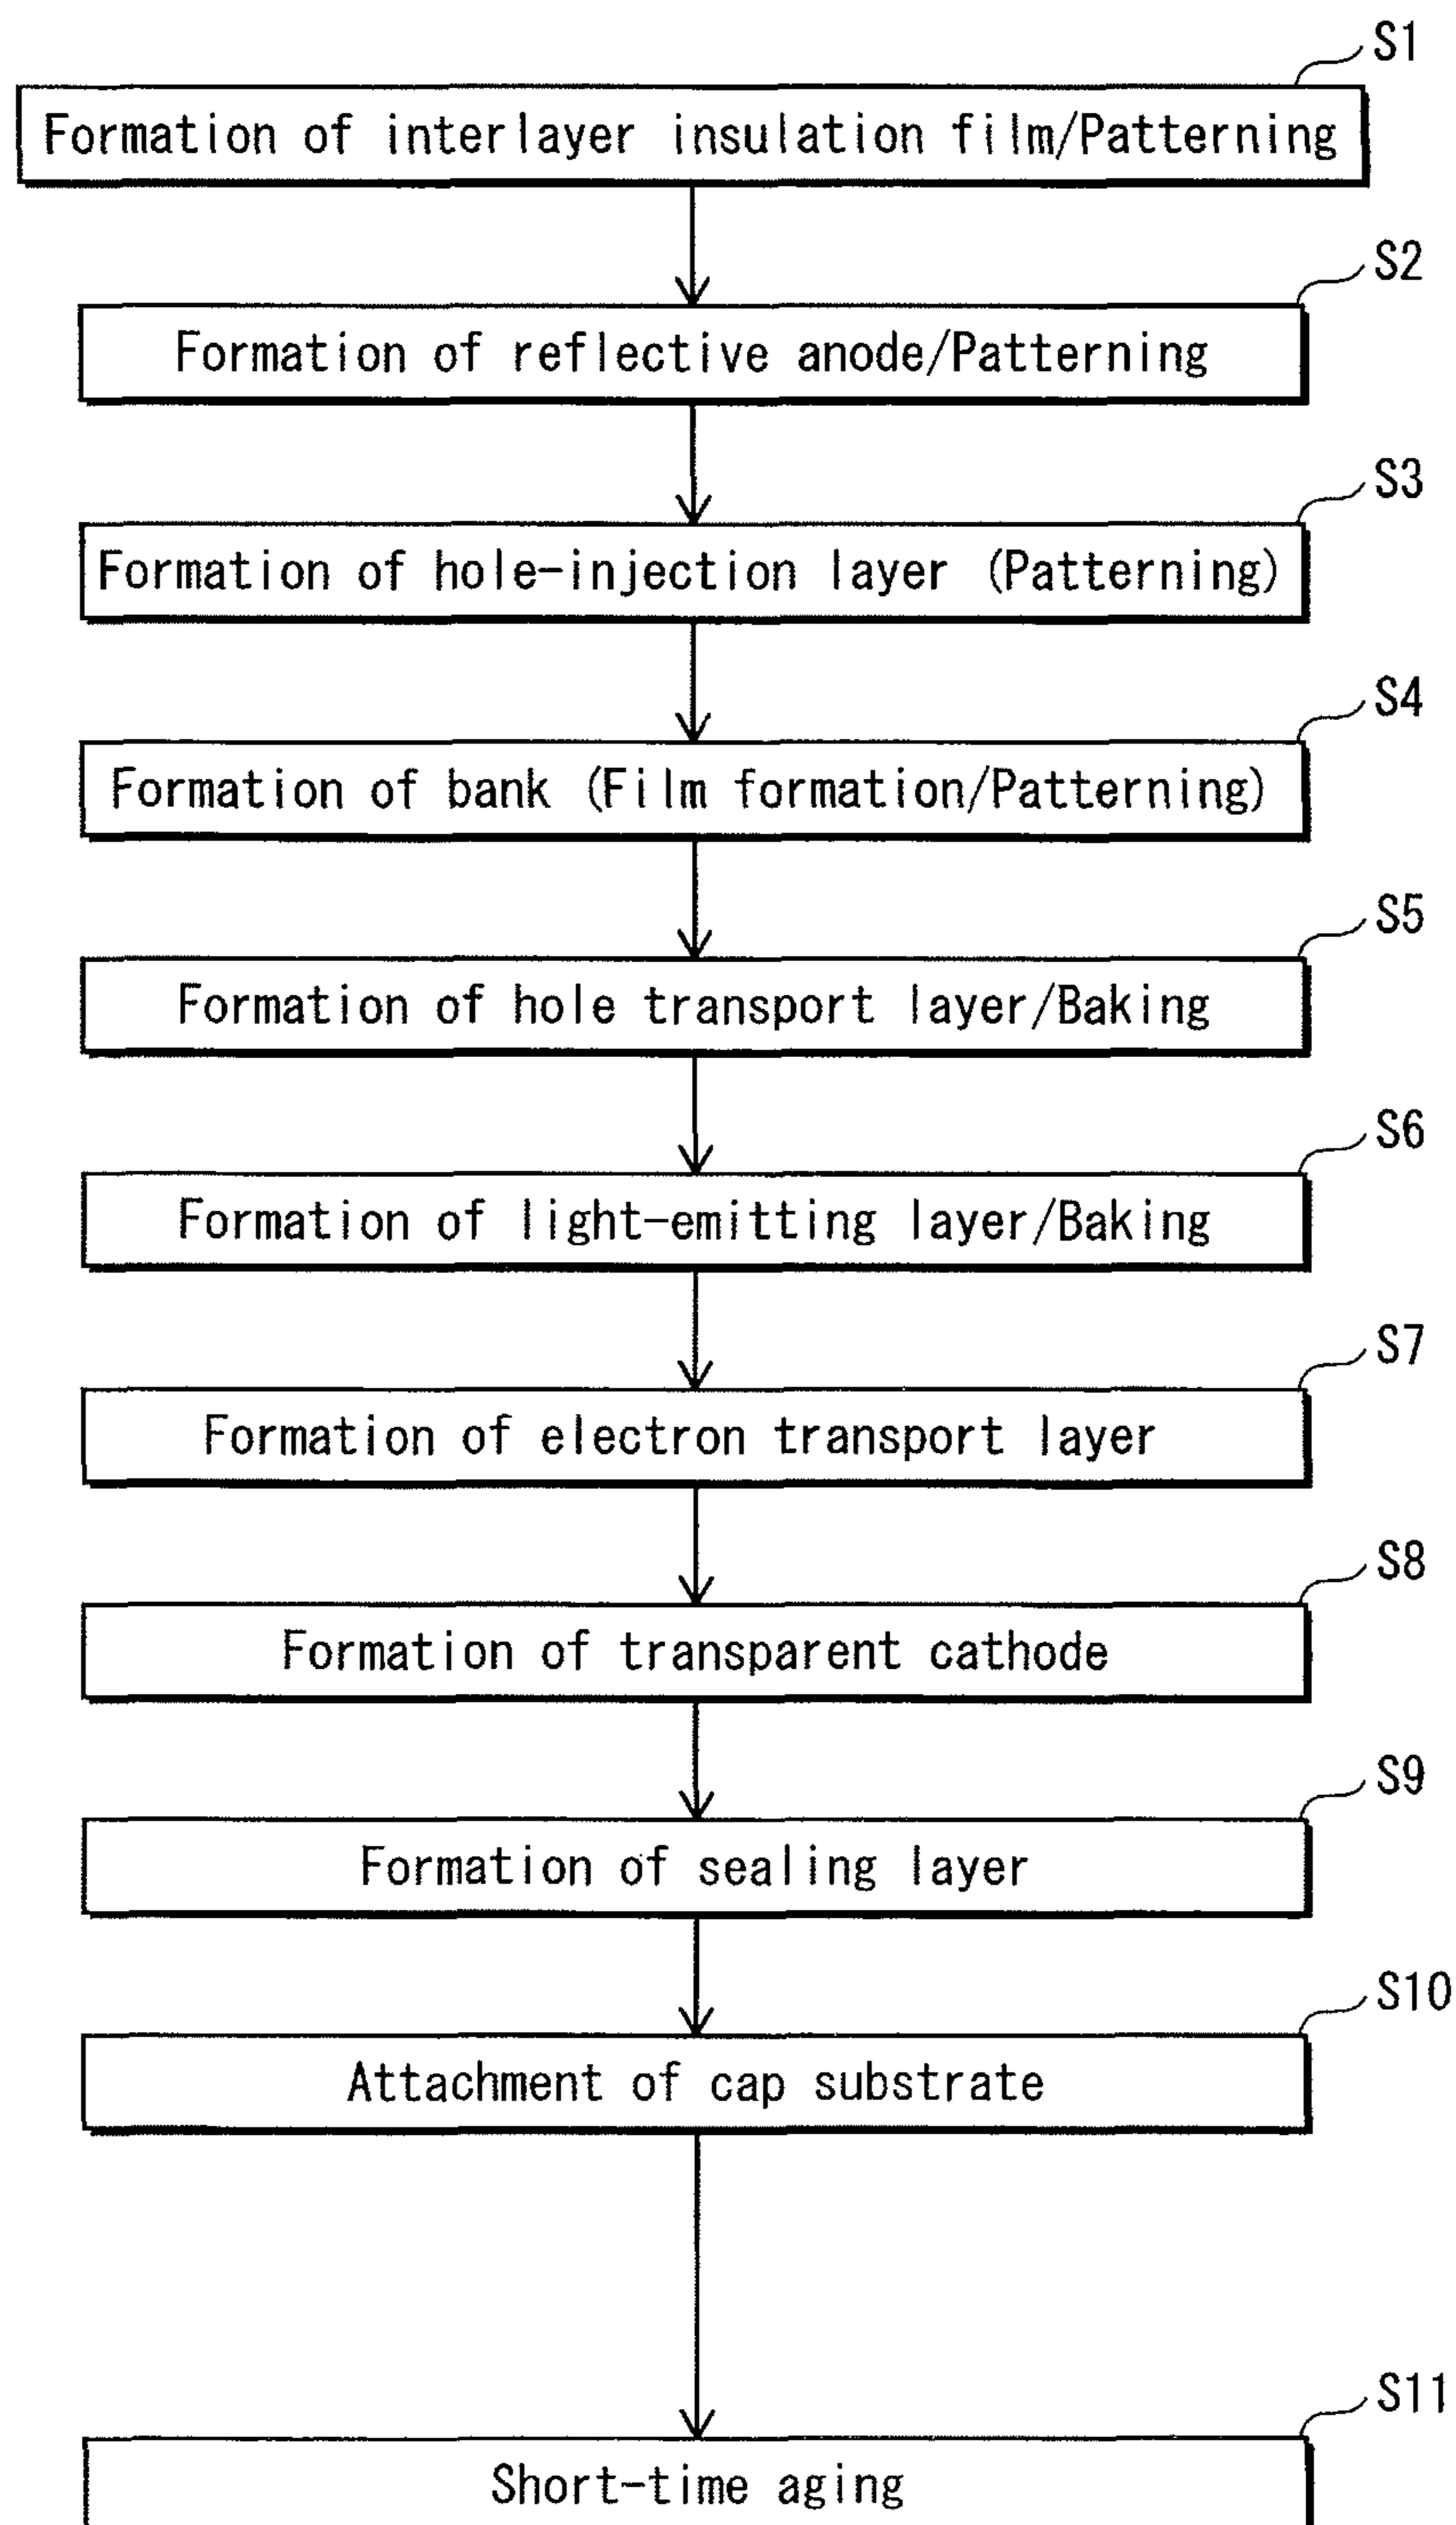 S1
Formation of interlayer insulation film/Patterning
S2
Formation of reflective anode/Patterning
S3
Formation of hole-injection layer (Patterning)
S4
Formation of bank (Film formation/Patterning)
S5
Formation of hole transport layer/Baking
S6
Formation of light-emitting layer/Baking
S7
Formation of electron transport layer
S8
Formation of transparent cathode
S9
Formation of sealing layer
S10
Attachment of cap substrate
S11
Short-time aging